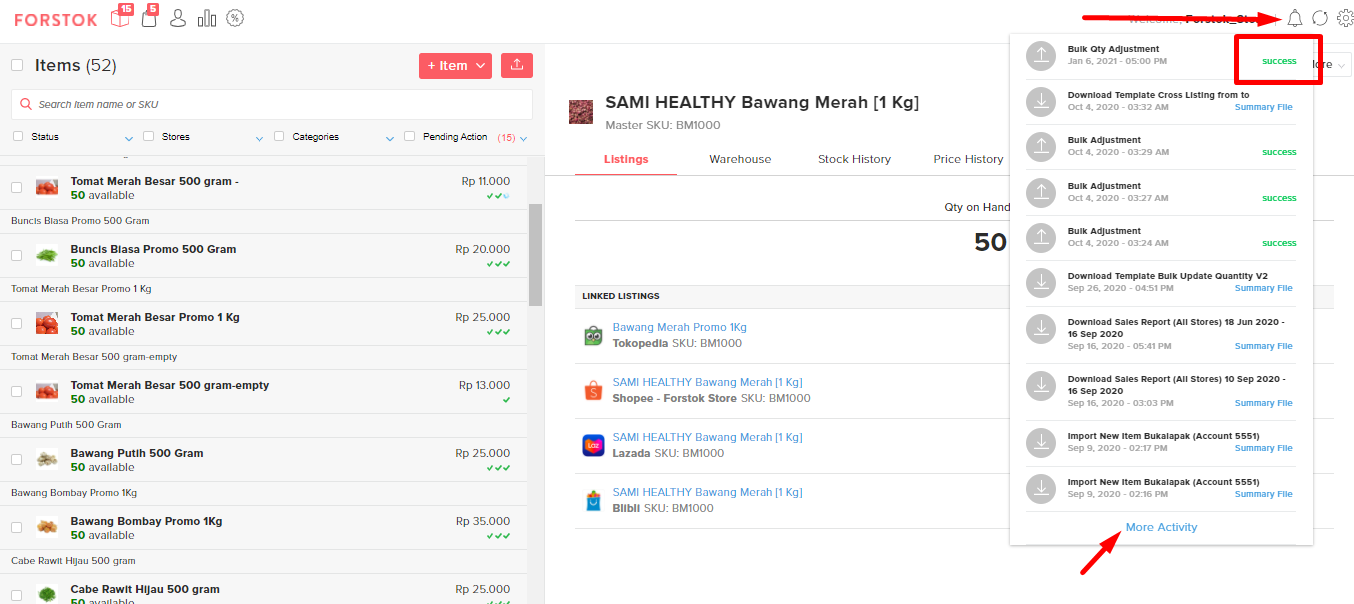 FORSTOK
15
5
Welcome, Forstok_Sto
Items (52)
+ Item
Search Item name or SKU
Status
Stores
Categories
Pending Action (15)
Tomat Merah Besar 500 gram -
Rp 11.000
50 available
Buncis Biasa Promo 500 Gram
Buncis Biasa Promo 500 Gram
Rp 20.000
50 available
Tomat Merah Besar Promo 1 Kg
Tomat Merah Besar Promo 1 Kg
Rp 25.000
50 available
Tomat Merah Besar 500 gram-empty
Tomat Merah Besar 500 gram-empty
Rp 13.000
50 available
Bawang Putih 500 Gram
Bawang Putih 500 Gram
Rp 25.000
50 available
Bawang Bombay Promo 1Kg
Bawang Bombay Promo 1Kg
Rp 35.000
50 available
Cabe Rawit Hijau 500 gram
Cabe Rawit Hijau 500 gram
Rp 25.000
50 available
SAMI HEALTHY Bawang Merah [1 Kg]
Master SKU: BM1000
Listings
Warehouse
Stock History
Price History
Qty on Hand
50
LINKED LISTINGS
Bawang Merah Promo 1Kg
Tokopedia SKU: BM1000
SAMI HEALTHY Bawang Merah [1 Kg]
Shopee - Forstok Store SKU: BM1000
SAMI HEALTHY Bawang Merah [1 Kg]
Lazada SKU: BM1000
SAMI HEALTHY Bawang Merah [1 Kg]
Blibli SKU: BM1000
Bulk Qty Adjustment
Jan 6, 2021 - 05:00 PM
success
Download Template Cross Listing from to
Oct 4, 2020 - 03:32 AM
Summary File
Bulk Adjustment
Oct 4, 2020 - 03:29 AM
success
Bulk Adjustment
Oct 4, 2020 - 03:27 AM
success
Bulk Adjustment
Oct 4, 2020 - 03:24 AM
success
Download Template Bulk Update Quantity V2
Sep 26, 2020 - 04:51 PM
Summary File
Download Sales Report (All Stores) 18 Jun 2020 -
16 Sep 2020
Sep 16, 2020 - 05:41 PM
Summary File
Download Sales Report (All Stores) 10 Sep 2020 -
16 Sep 2020
Sep 16, 2020 - 03:03 PM
Summary File
Import New Item Bukalapak (Account 5551)
Sep 9, 2020 - 02:17 PM
Summary File
Import New Item Bukalapak (Account 5551)
Sep 9, 2020 - 02:16 PM
Summary File
More Activity